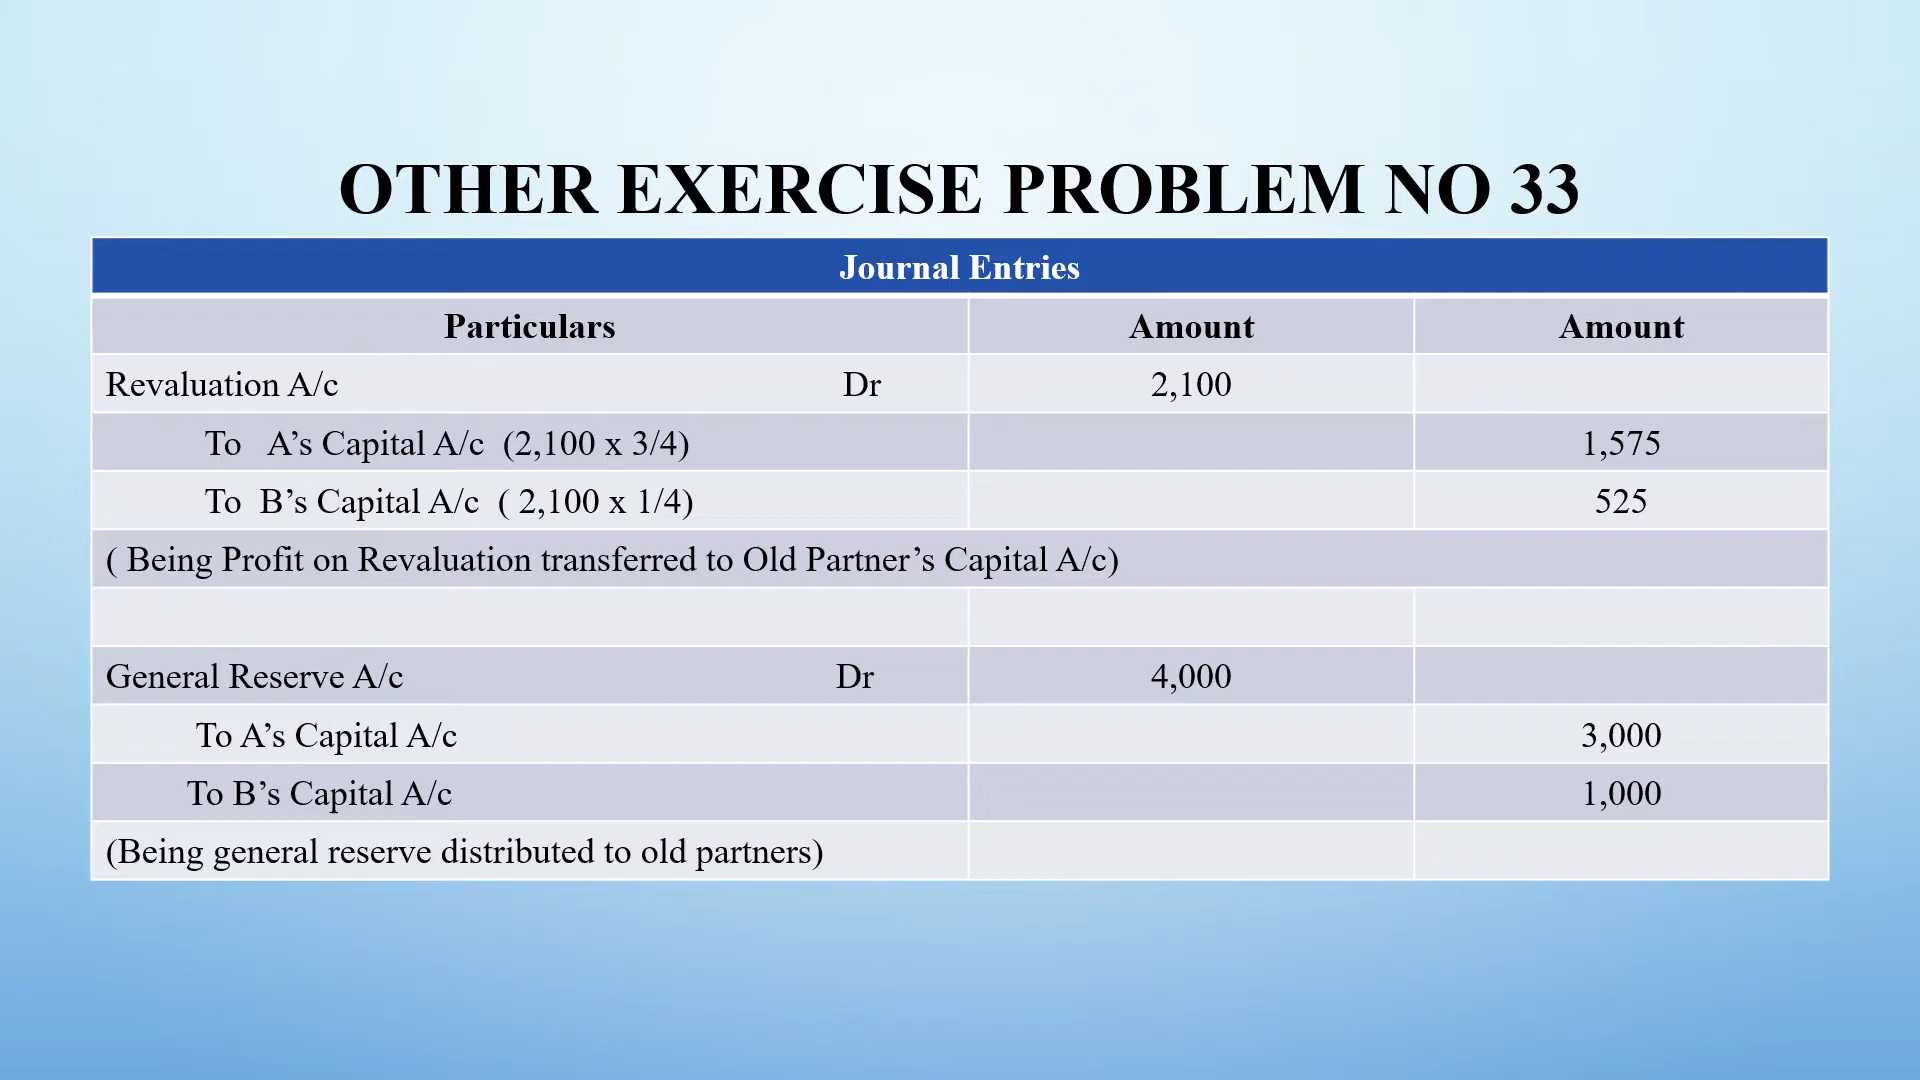 OTHER EXERCISE PROBLEM NO 33
Journal Entries
Particulars Amount Amount
Revaluation A/c Dr 2,100
To A’s Capital A/c (2,100 x 3/4) 1,575
To B’s Capital A/c ( 2,100 x 1/4) 525
( Being Profit on Revaluation transferred to Old Partner’s Capital A/c)
General Reserve A/c Dr 4,000
To A’s Capital A/c 3,000
To B’s Capital A/c 1,000
(Being general reserve distributed to old partners)